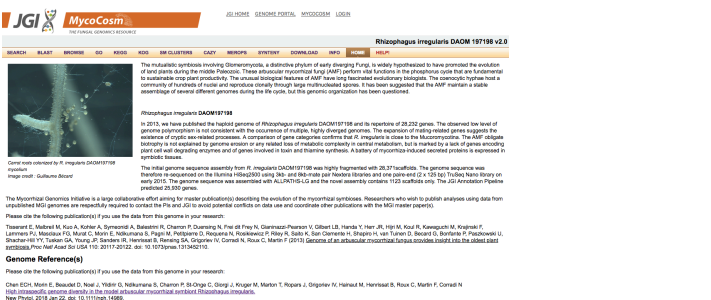 JGI MycoCosm
THE FUNGAL GENOMICS RESOURCE
JGI HOME GENOME PORTAL MYCOCOSM LOGIN
Rhizophagus irregularis DAOM 197198 v2.0
SEARCH BLAST BROWSE GO KEGG KOG SM CLUSTERS CAZY MEROPS SYNTENY DOWNLOAD INFO HOME HELP!
The mutualistic symbiosis involving Glomeromycota, a distinctive phylum of early diverging Fungi, is widely hypothesized to have promoted the evolution
of land plants during the middle Paleozoic. These arbuscular mycorrhizal fungi (AMF) perform vital functions in the phosphorus cycle that are fundamental
to sustainable crop plant productivity. The unusual biological features of AMF have long fascinated evolutionary biologists. The coenocytic hyphae host a
community of hundreds of nuclei and reproduce clonally through large multinucleated spores. It has been suggested that the AMF maintain a stable
assemblage of several different genomes during the life cycle, but this genomic organization has been questioned.
Rhizophagus irregularis DAOM197198
In 2013, we have published the haploid genome of Rhizophagus irregularis DAOM197198 and its repertoire of 28,232 genes. The observed low level of
genome polymorphism is not consistent with the occurrence of multiple, highly diverged genomes. The expansion of mating-related genes suggests the
existence of cryptic sex-related processes. A comparison of gene categories confirms that R. irregularis is close to the Mucoromycotina. The AMF obligate
biotrophy is not explained by genome erosion or any related loss of metabolic complexity in central metabolism, but is marked by a lack of genes encoding
plant cell wall degrading enzymes and of genes involved in toxin and thiamine synthesis. A battery of mycorrhiza-induced secreted proteins is expressed in
symbiotic tissues.
Carrot roots colonized by R. irregularis DAOM197198
mycelium
Image credit : Guillaume Bécard
The initial genome sequence assembly from R. irregularis DAOM197198 was highly fragmented with 28,371scaffolds. The genome sequence was
therefore re-sequenced on the Illumina HiSeq2500 using 3kb- and 8kb-mate pair Nextera libraries and one paire-end (2 x 125 bp) TruSeq Nano library on
early 2015. The genome sequence was assembled with ALLPATHS-LG and the novel assembly contains 1123 scaffolds only. The JGI Annotation Pipeline
predicted 25,930 genes.
The Mycorrhizal Genomics Initiative is a large collaborative effort aiming for master publication(s) describing the evolution of the mycorrhizal symbioses. Researchers who wish to publish analyses using data from
unpublished MGI genomes are respectfully required to contact the PIs and JGI to avoid potential conflicts on data use and coordinate other publications with the MGI master paper(s).
Please cite the following publication(s) if you use the data from this genome in your research:
Tisserant E, Malbreil M, Kuo A, Kohler A, Symeonidi A, Balestrini R, Charron P, Duensing N, Frei dit Frey N, Gianinazzi-Pearson V, Gilbert LB, Handa Y, Herr JR, Hijri M, Koul R, Kawaguchi M, Krajinski F,
Lammers PJ, Masclaux FG, Murat C, Morin E, Ndikumana S, Pagni M, Petitpierre D, Requena N, Rosikiewicz P, Riley R, Saito K, San Clemente H, Shapiro H, van Tuinen D, Becard G, Bonfante P, Paszkowski U,
Shachar-Hill YY, Tuskan GA, Young JP, Sanders IR, Henrissat B, Rensing SA, Grigoriev IV, Corradi N, Roux C, Martin F (2013) Genome of an arbuscular mycorrhizal fungus provides insight into the oldest plant
symbiosis.Proc Natl Acad Sci USA 110: 20117-20122. doi: 10.1073/pnas.1313452110.
Genome Reference(s)
Please cite the following publication(s) if you use the data from this genome in your research:
Chen ECH, Morin E, Beaudet D, Noel J, Yildirir G, Ndikumana S, Charron P, St-Onge C, Giorgi J, Kruger M, Marton T, Ropars J, Grigoriev IV, Hainaut M, Henrissat B, Roux C, Martin F, Corradi N
High intraspecific genome diversity in the model arbuscular mycorrhizal symbiont Rhizophagus irregularis.
New Phytol. 2018 Jan 22. doi: 10.1111/nph.14989.